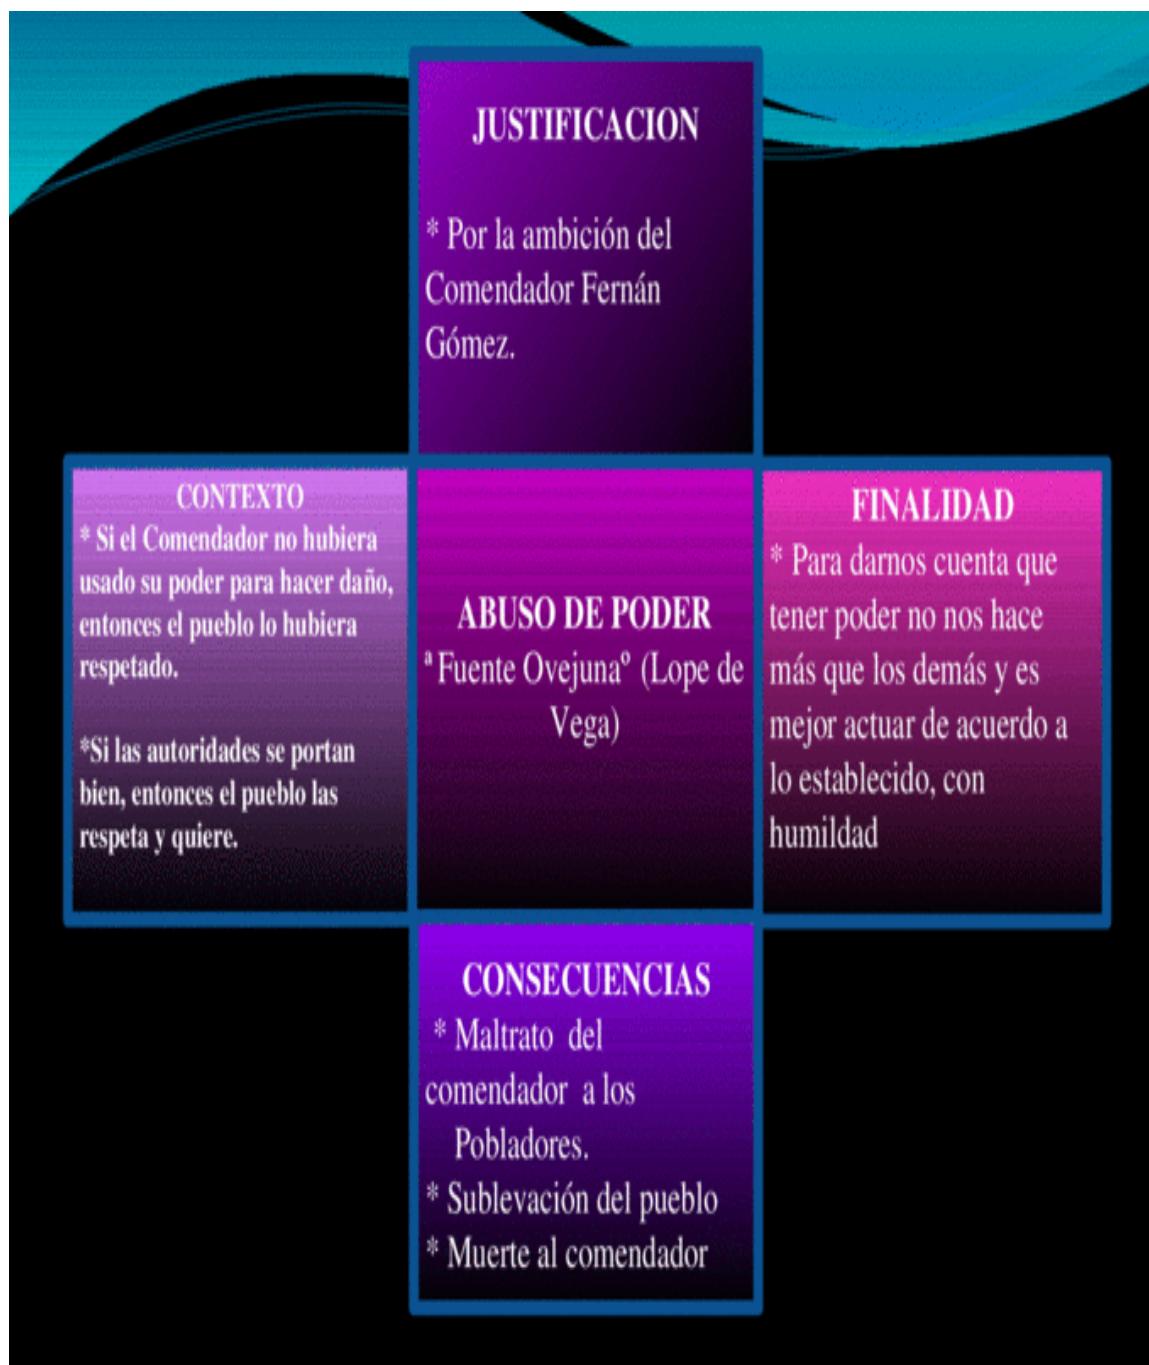 JUSTIFICACION
* Por la ambición del
Comendador Fernán
Gómez.
CONTEXTO
* Si el Comendador no hubiera
usado su poder para hacer daño,
entonces el pueblo lo hubiera
respetado.
*Si las autoridades se portan
bien, entonces el pueblo las
respeta y quiere.
ABUSO DE PODER
ª Fuente Ovejunaº (Lope de
Vega)
FINALIDAD
* Para darnos cuenta que
tener poder no nos hace
más que los demás y es
mejor actuar de acuerdo a
lo establecido, con
humildad
CONSECUENCIAS
* Maltrato del
comendador a los
Pobladores.
* Sublevación del pueblo
* Muerte al comendador